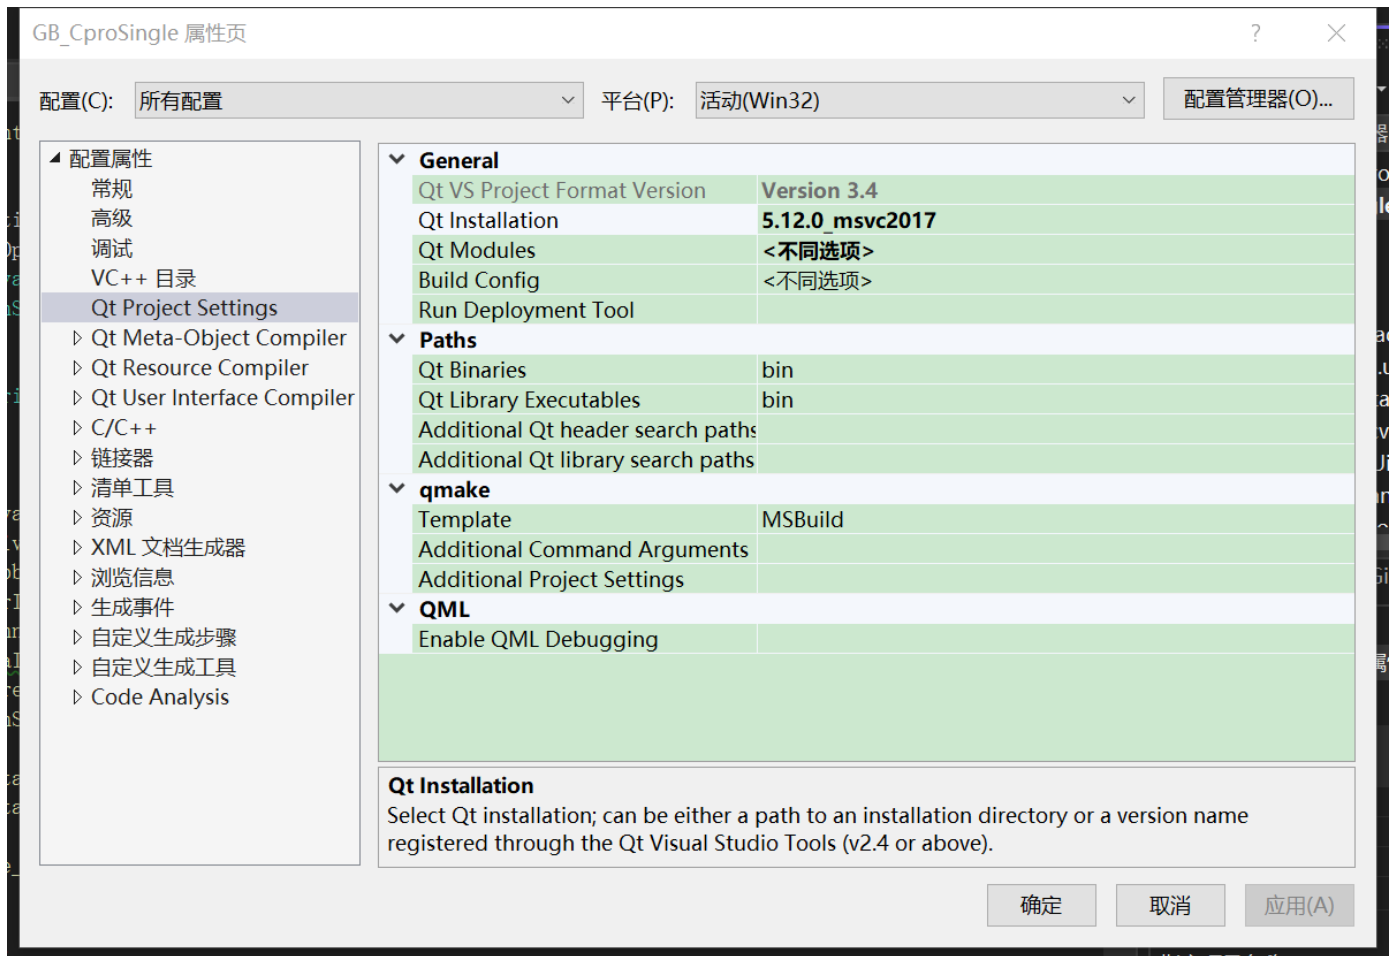 GB_CproSingle 属性页
配置(C): 所有配置 平台(P): 活动(Win32) 配置管理器(O)...
配置属性
常规
高级
调试
VC++ 目录
Qt Project Settings
Qt Meta-Object Compiler
Qt Resource Compiler
Qt User Interface Compiler
C/C++
链接器
清单工具
资源
XML 文档生成器
浏览信息
生成事件
自定义生成步骤
自定义生成工具
Code Analysis
General
Qt VS Project Format Version Version 3.4
Qt Installation 5.12.0_msvc2017
Qt Modules <不同选项>
Build Config <不同选项>
Run Deployment Tool
Paths
Qt Binaries bin
Qt Library Executables bin
Additional Qt header search paths
Additional Qt library search paths
qmake
Template MSBuild
Additional Command Arguments
Additional Project Settings
QML
Enable QML Debugging
Qt Installation
Select Qt installation; can be either a path to an installation directory or a version name
registered through the Qt Visual Studio Tools (v2.4 or above).
确定 取消 应用(A)